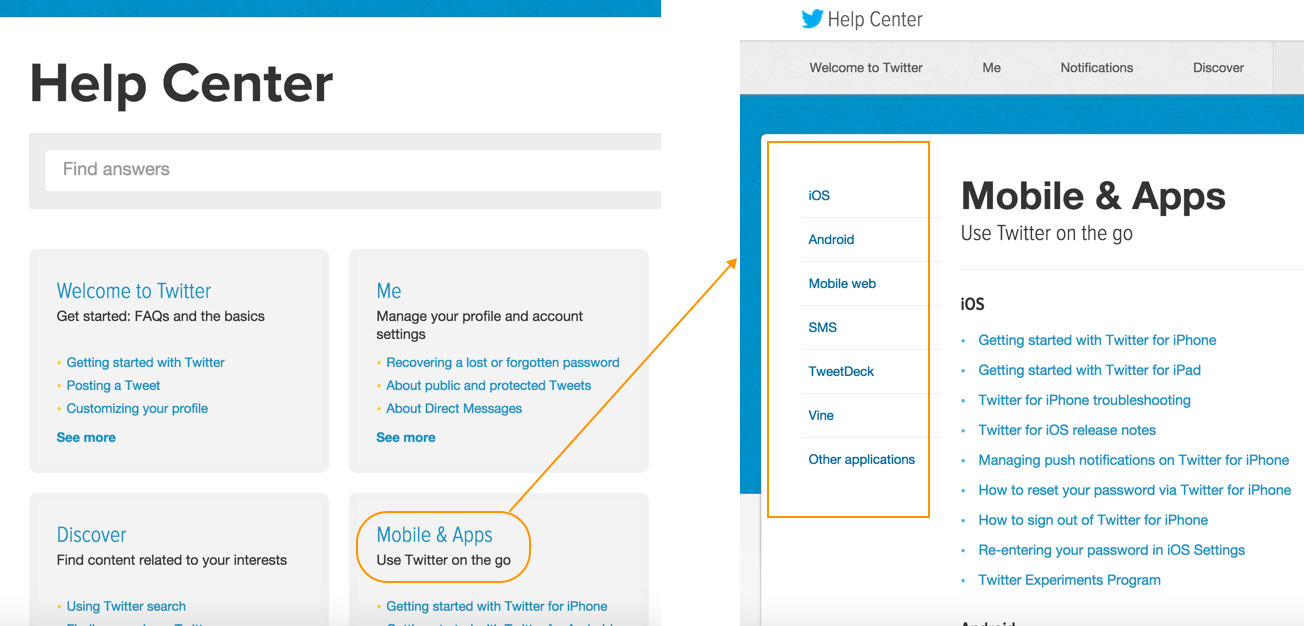 Help Center
Find answers
Welcome to Twitter
Get started: FAQs and the basics
Getting started with Twitter
Posting a Tweet
Customizing your profile
See more
Me
Manage your profile and account
settings
Recovering a lost or forgotten password
About public and protected Tweets
About Direct Messages
See more
Discover
Find content related to your interests
Using Twitter search
Mobile & Apps
Use Twitter on the go
Getting started with Twitter for iPhone
Help Center
Welcome to Twitter
Me
Notifications
Discover
iOS
Android
Mobile web
SMS
TweetDeck
Vine
Other applications
Mobile & Apps
Use Twitter on the go
iOS
Getting started with Twitter for iPhone
Getting started with Twitter for iPad
Twitter for iPhone troubleshooting
Twitter for iOS release notes
Managing push notifications on Twitter for iPhone
How to reset your password via Twitter for iPhone
How to sign out of Twitter for iPhone
Re-entering your password in iOS Settings
Twitter Experiments Program
Android